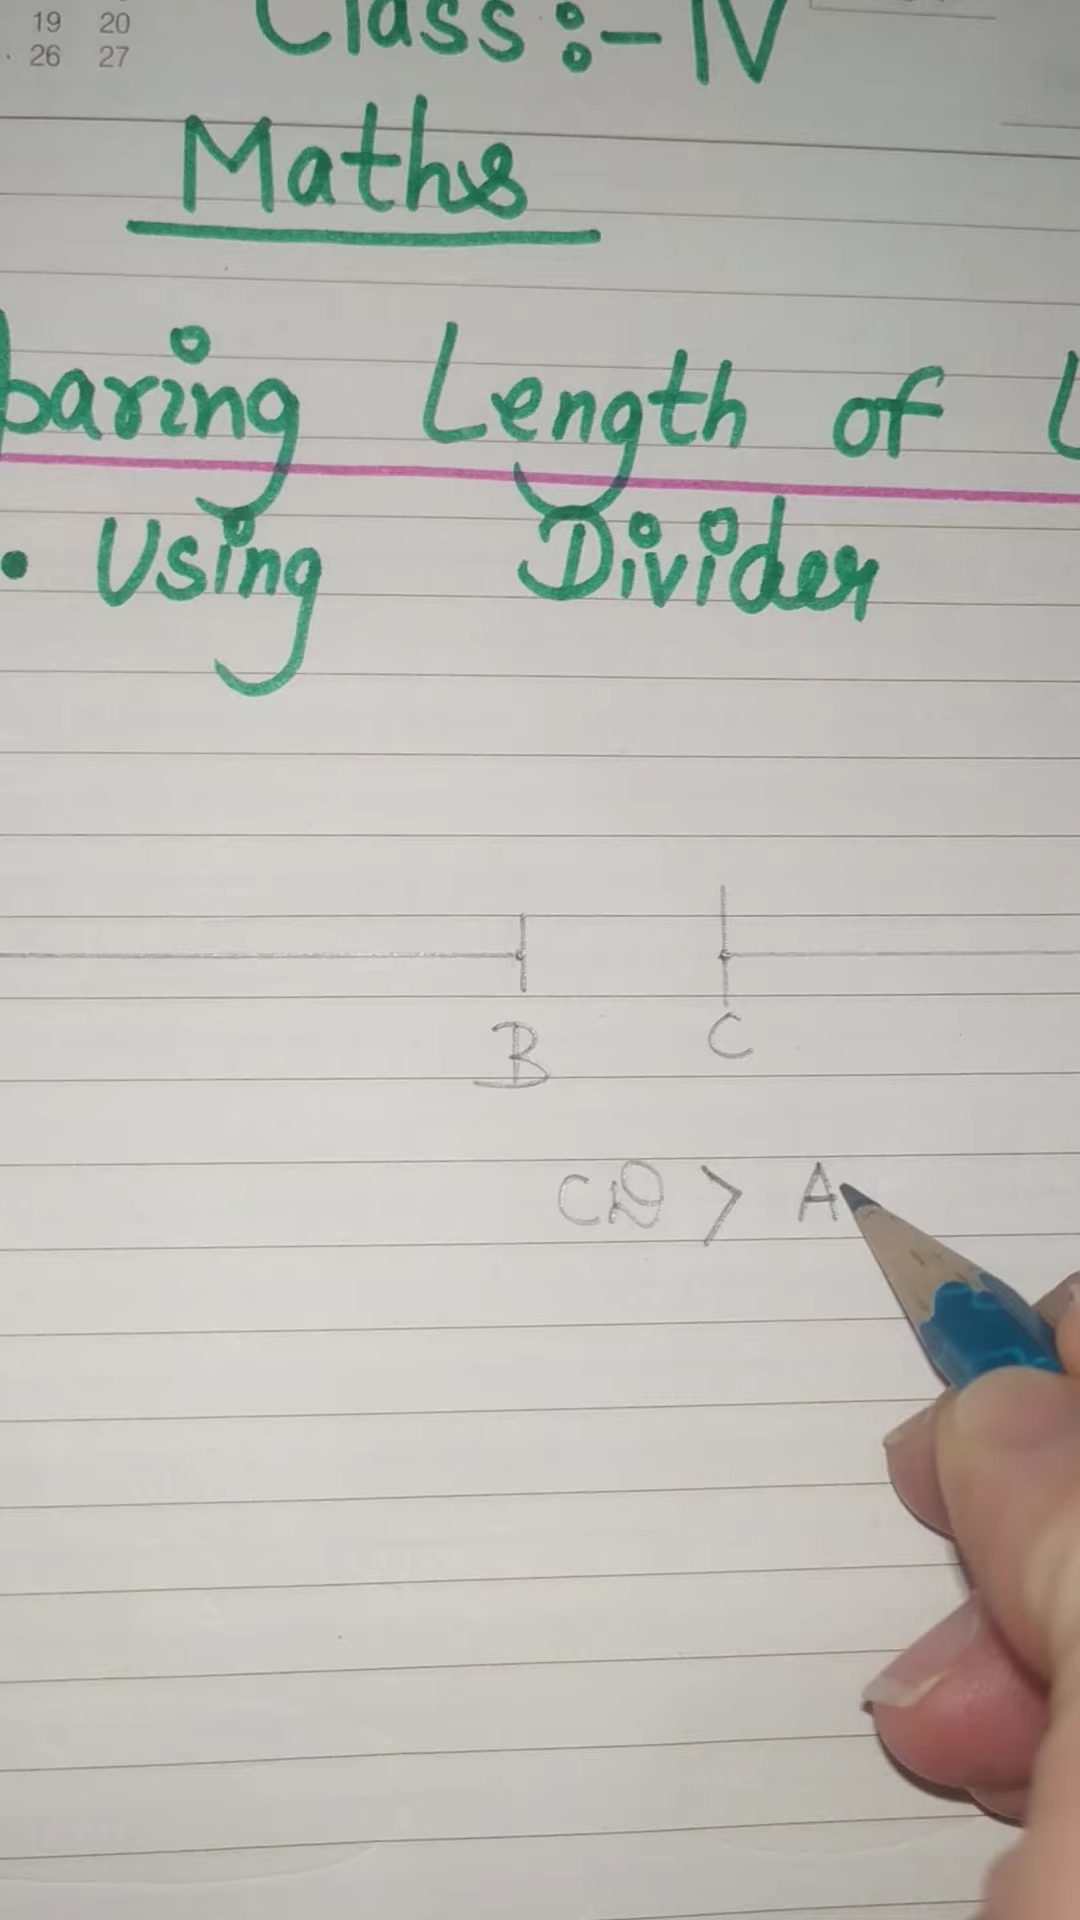 19 20
26 27
Class:- IV
Maths
paring Length of L
• Using Divider
B C
CD > A